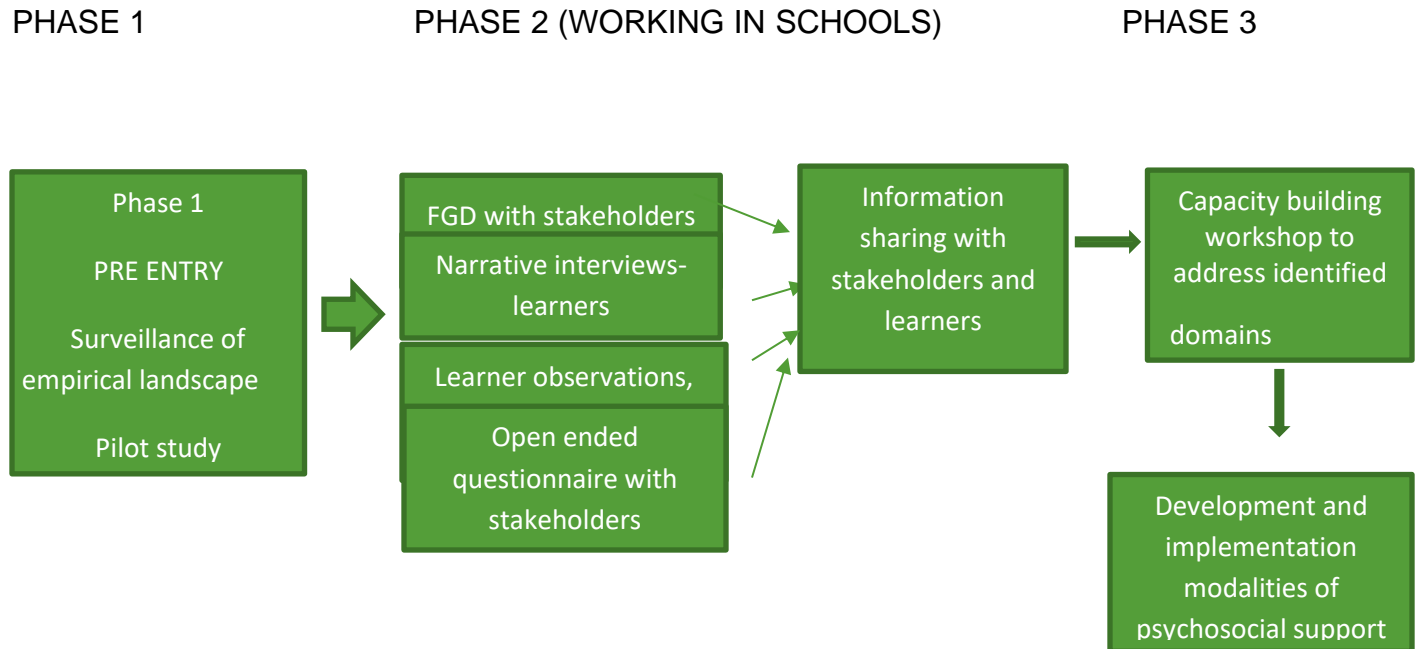 PHASE 1
PHASE 2 (WORKING IN SCHOOLS)
PHASE 3
Phase 1
PRE ENTRY
Surveillance of
empirical landscape
Pilot study
FGD with stakeholders
Narrative interviews-
learners
Learner observations,
Open ended
questionnaire with
stakeholders
Information
sharing with
stakeholders and
learners
Capacity building
workshop to
address identified
domains
Development and
implementation
modalities of
psychosocial support